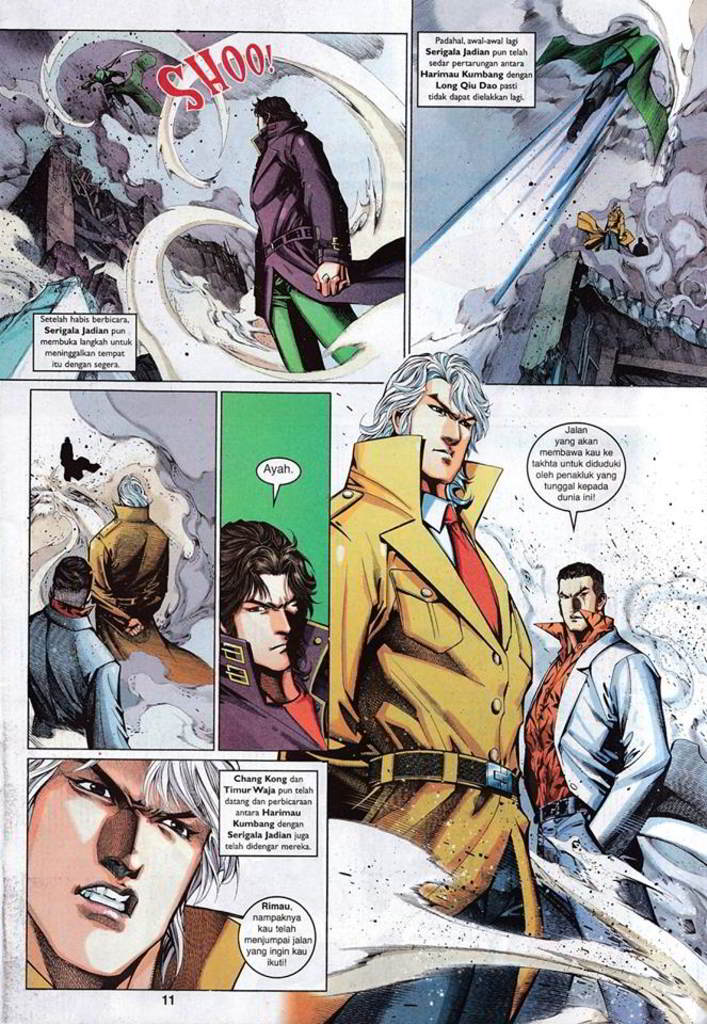 SHOO!
Setelah habis berbicara,
Serigala Jadian pun
membuka langkah untuk
meninggalkan tempat
itu dengan segera.
Padahal, awal-awal lagi
Serigala Jadian pun telah
sedar pertarungan antara
Harimau Kumbang dengan
Long Qiu Dao pasti
tidak dapat dielakkan lagi.
Ayah.
Jalan
yang akan
membawa kau ke
takhta untuk diduduki
oleh penakluk yang
tunggal kepada
dunia ini!
Chang Kong dan
Timur Waja pun telah
datang dan perbicaraan
antara Harimau
Kumbang dengan
Serigala Jadian juga
telah didengar mereka.
Rimau,
nampaknya
kau telah
menjumpai jalan
yang ingin kau
ikuti!
11